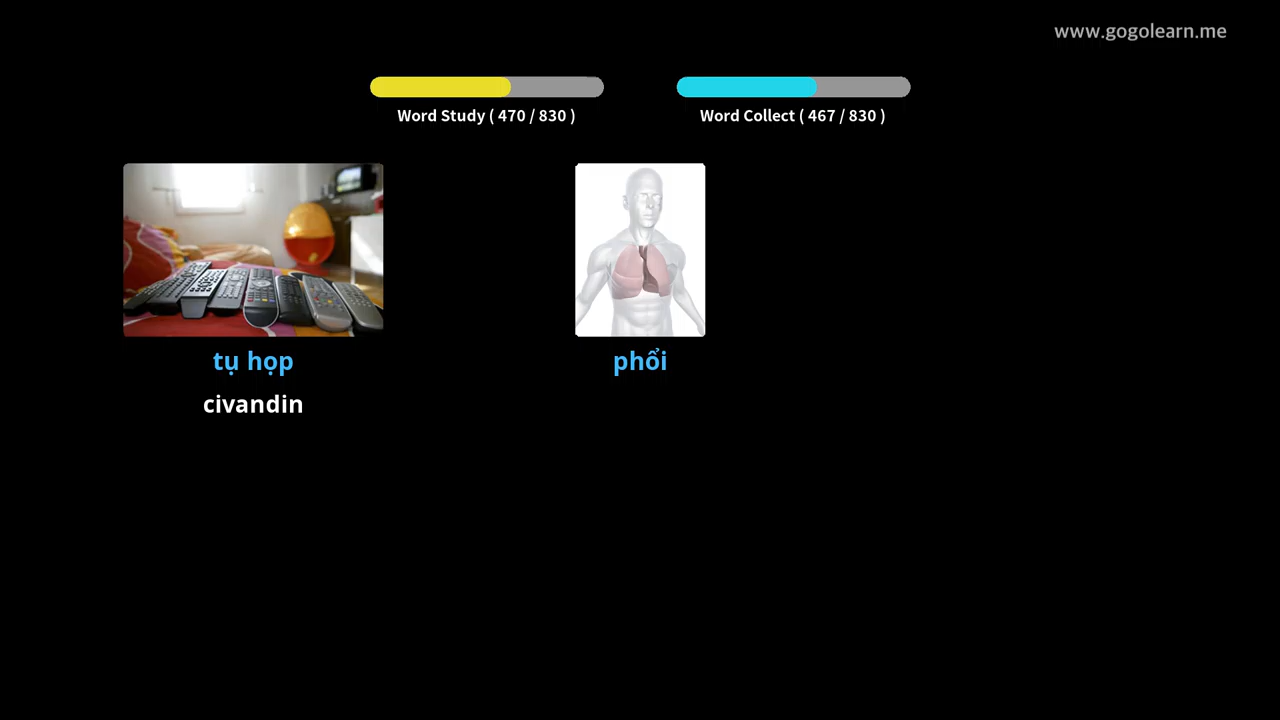 www.gogolearn.me
Word Study ( 470 / 830 )
Word Collect ( 467 / 830 )
tụ họp
phổi
civandin